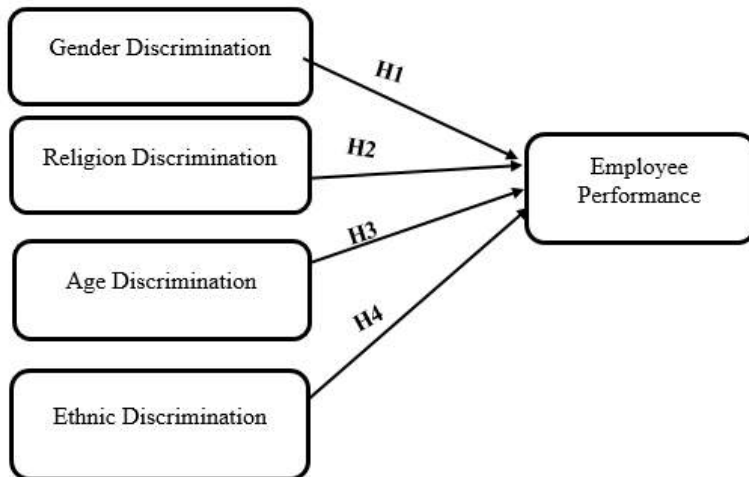 Gender Discrimination
H1
Religion Discrimination
H2
Employee
Performance
H3
Age Discrimination
H4
Ethnic Discrimination